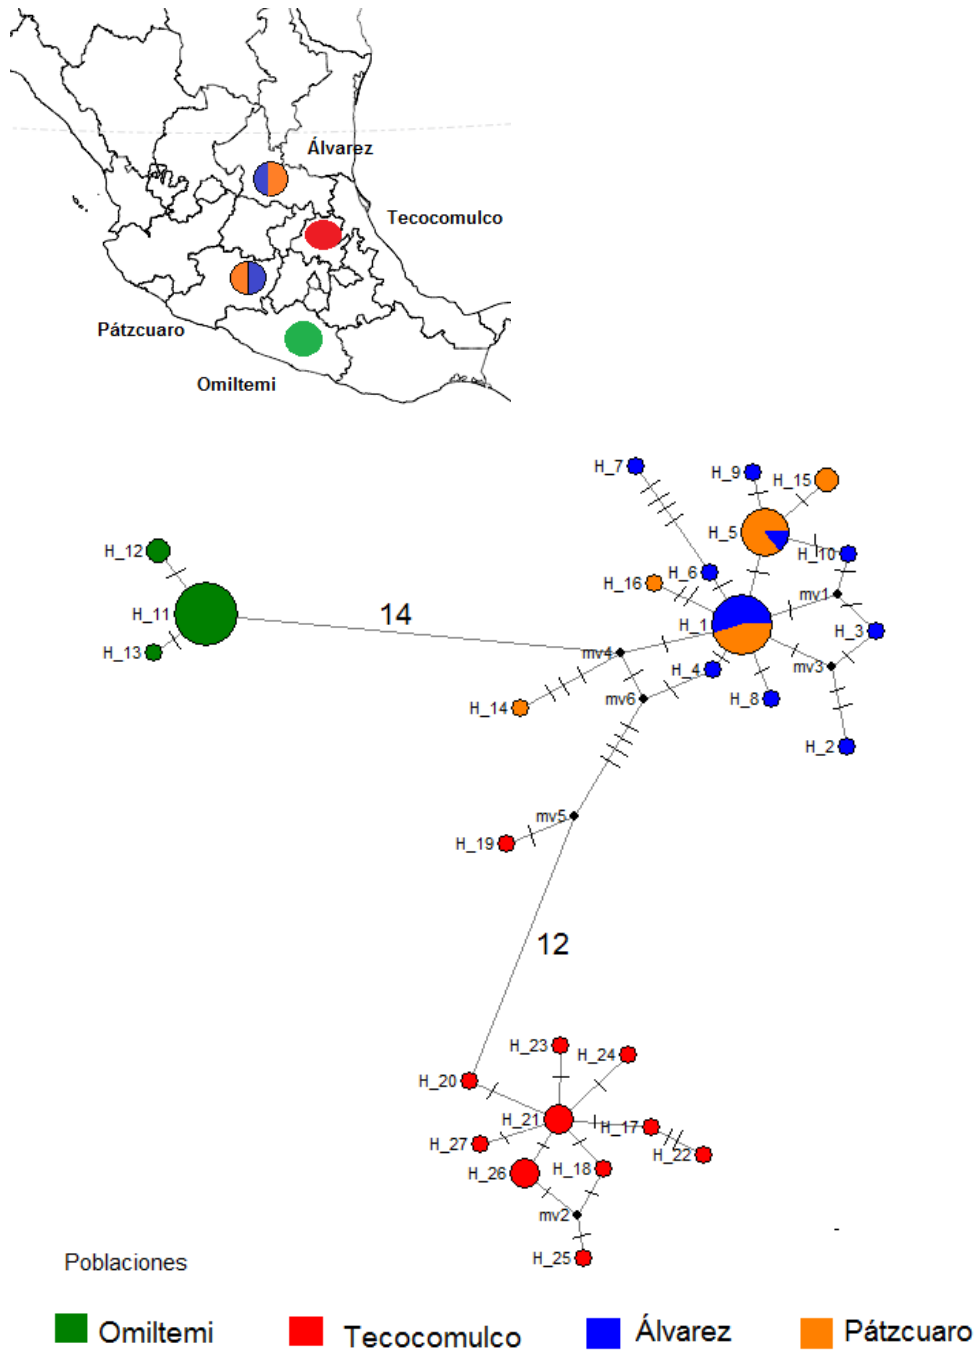 Álvarez
Tecocomulco
Pátzcuaro
Omiltemi
H_7
H_9
H_15
H_5
H_12
H_10
H_6
H_16
mv1
H_11
14
H_1
H_3
H_13
mv4
H_4
mv3
mv6
H_8
H_14
H_2
mv5
H_19
12
H_23
H_24
H_20
H_21
H_17
H_27
H_22
H_26
H_18
mv2
H_25
Poblaciones
Omiltemi
Tecocomulco
Álvarez
Pátzcuaro